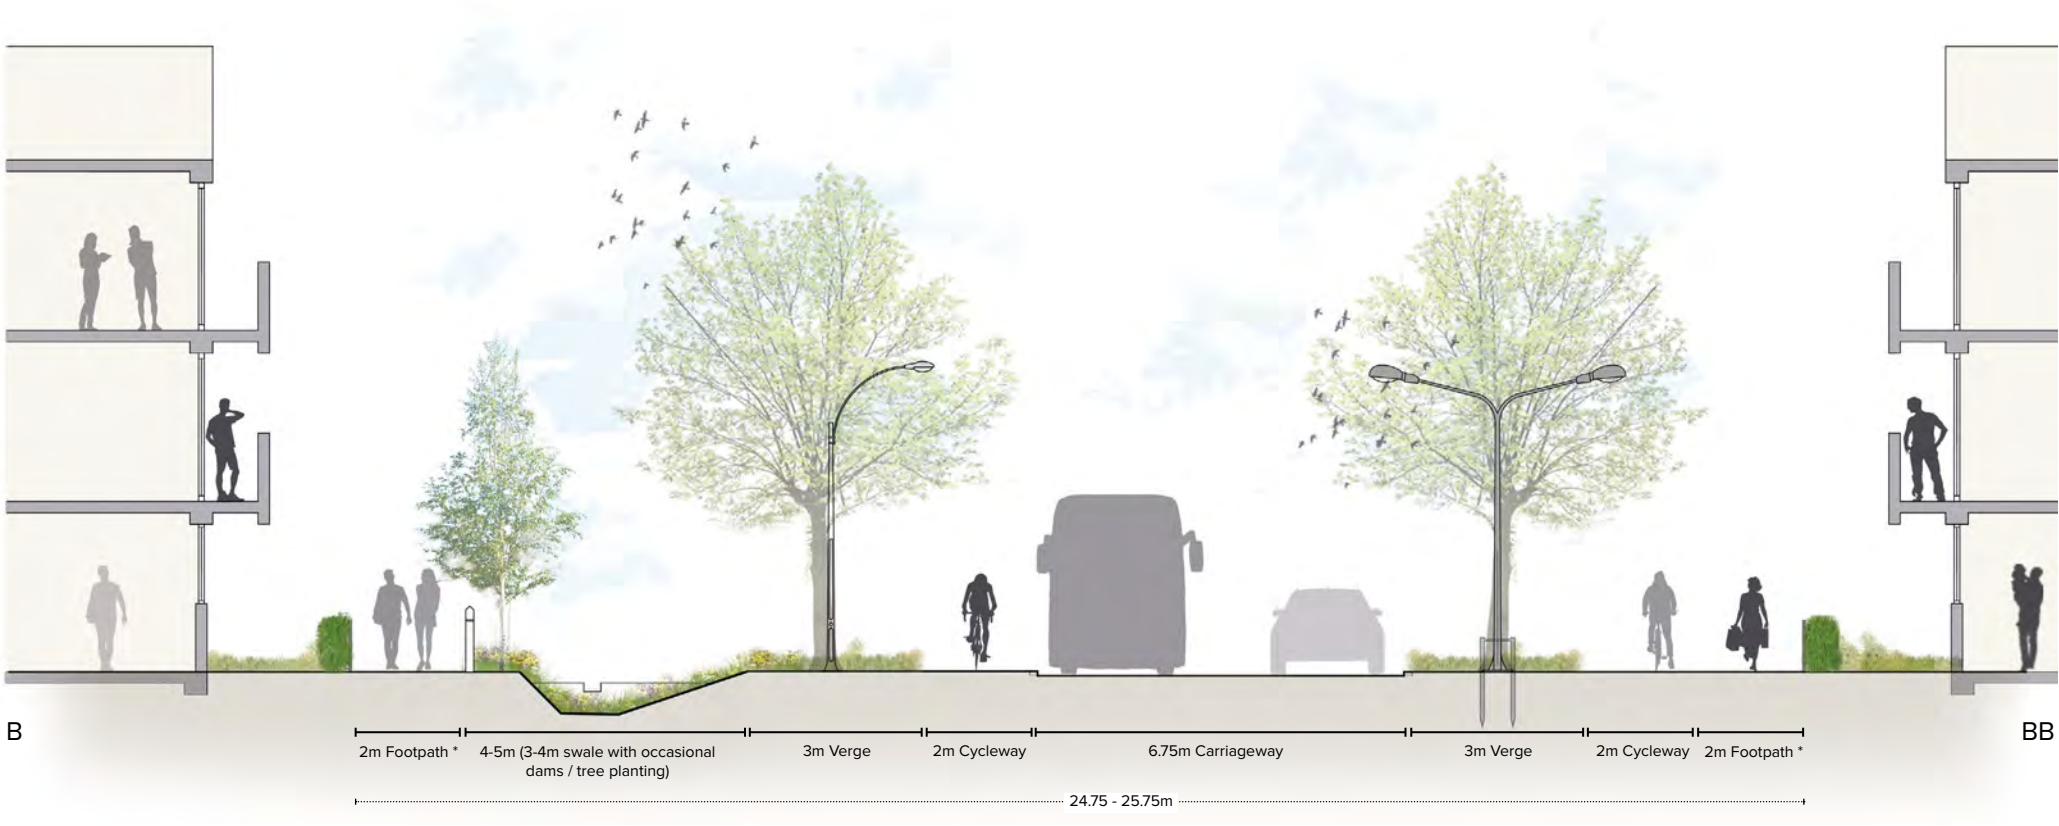 B
BB
2m Footpath *
4-5m (3-4m swale with occasional
dams / tree planting)
3m Verge
2m Cycleway
6.75m Carriageway
3m Verge
2m Cycleway
2m Footpath *
24.75 - 25.75m